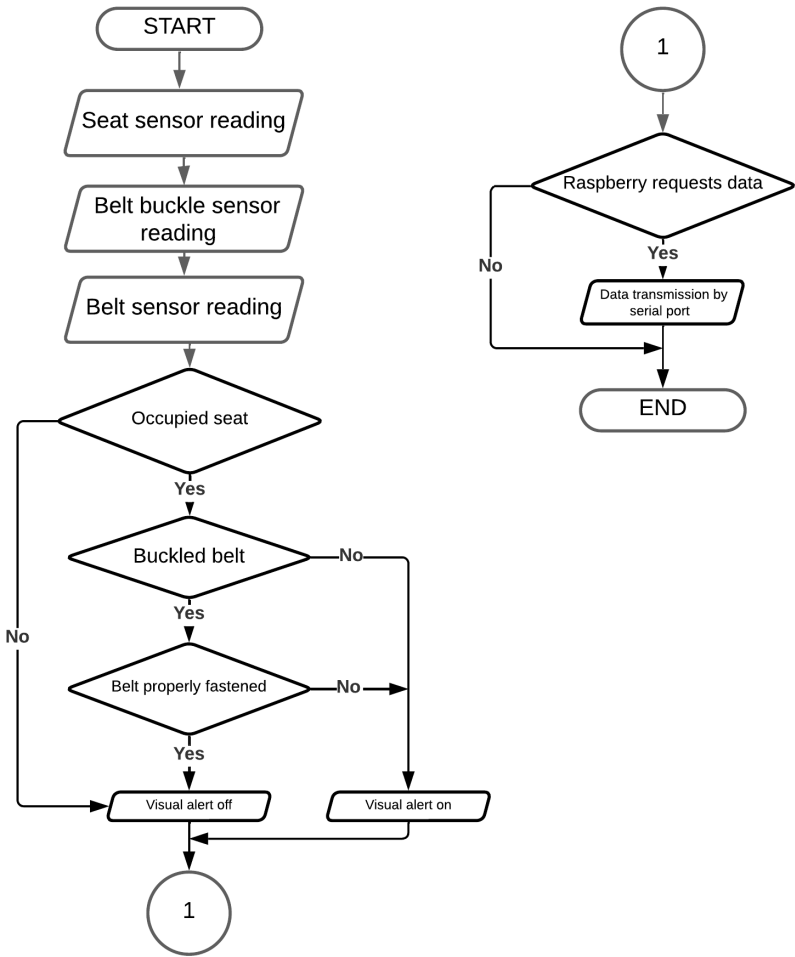 START
Seat sensor reading
Belt buckle sensor
reading
Belt sensor reading
Occupied seat
Yes
Buckled belt
No
Yes
No
Belt properly fastened
No
Yes
Visual alert off
Visual alert on
1
1
Raspberry requests data
No
Yes
Data transmission by
serial port
END